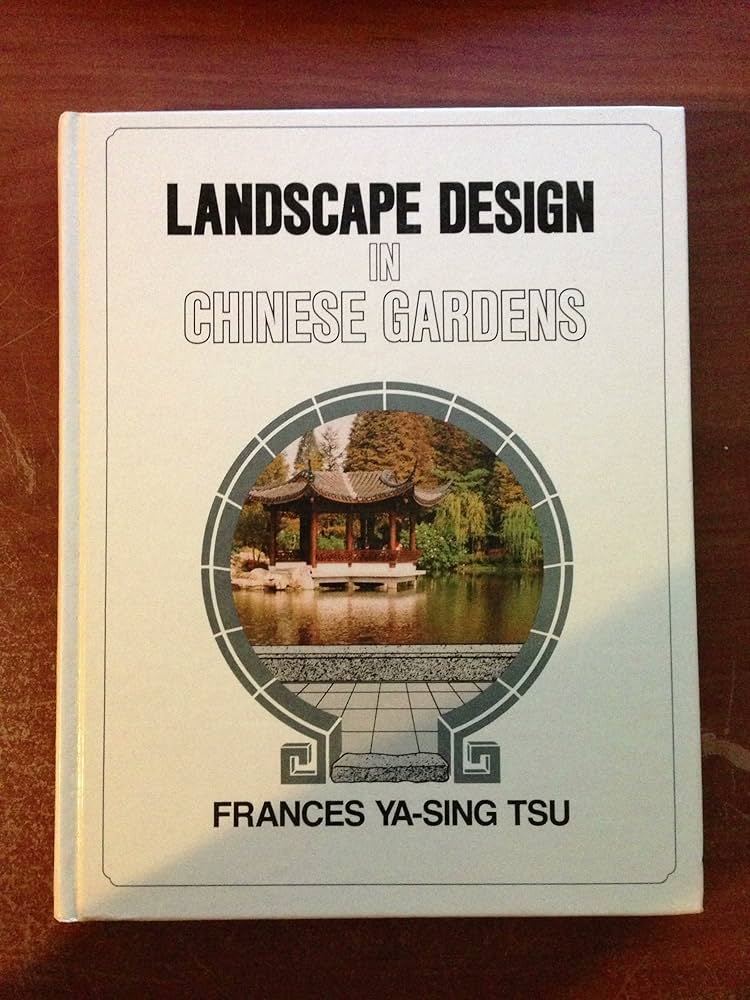 LANDSCAPE DESIGN
IN
CHINESE GARDENS
FRANCES YA-SING TSU